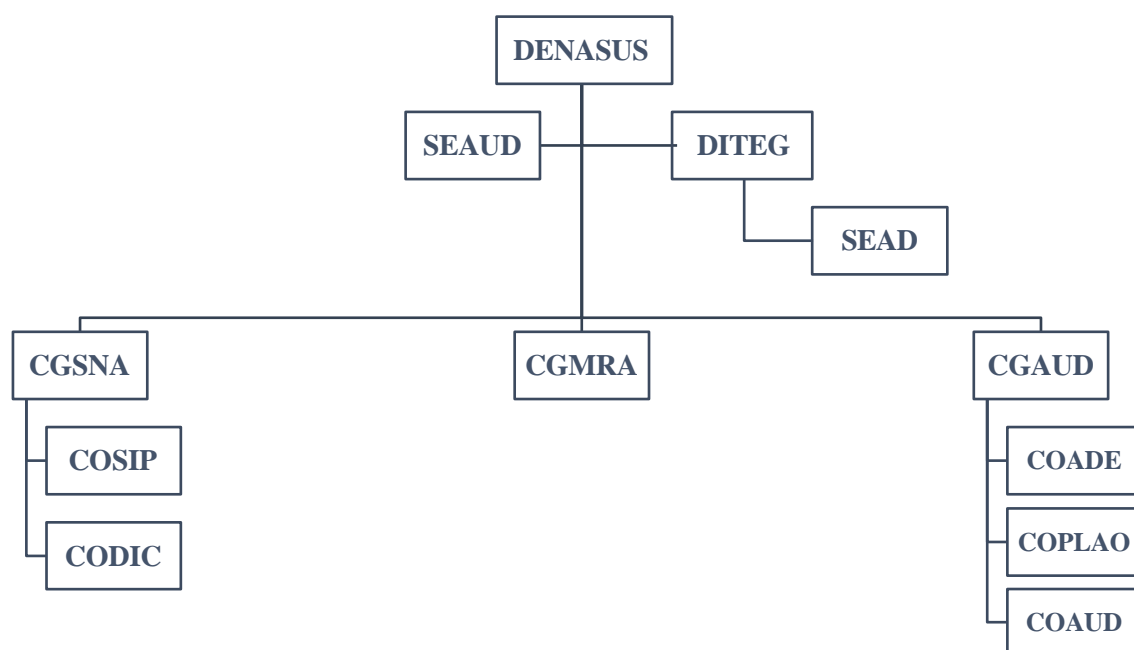 DENASUS
SEAUD
DITEG
SEAD
CGSNA
CGMRA
CGAUD
COSIP
COADE
CODIC
COPLAO
COAUD